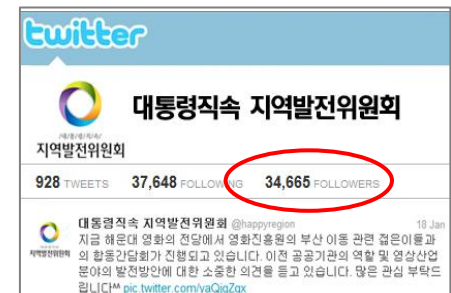 twitter
대통령직속 지역발전위원회
지역발전위원회
928 TWEETS 37,648 FOLLOWING 34,665 FOLLOWERS
대통령직속 지역발전위원회 @happyregion 18 Jan
지역발전위원회
지금 해운대 영화의 전당에서 영화진흥원의 부산 이동 관련 젊은이들과
의 합동간담회가 진행되고 있습니다. 이전 공공기관의 역할 및 영상산업
분야의 발전방안에 대한 소중한 의견을 듣고 있습니다. 많은 관심 부탁드
립니다^^ pic.twitter.com/yaQjgZgx